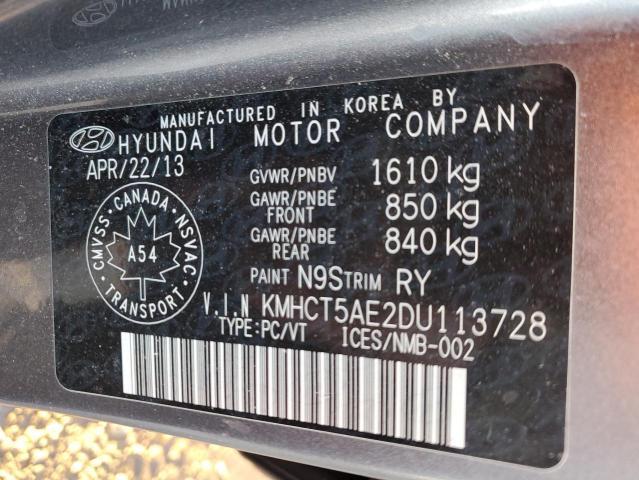 MANUFACTURED IN KOREA BY
HYUNDAI MOTOR COMPANY
APR/22/13
GVWR/PNBV 1610 kg
GAWR/PNBE FRONT 850 kg
GAWR/PNBE REAR 840 kg
CMVSS · CANADA · NSVAC
A54
TRANSPORT
PAINT N9S TRIM RY
V.I.N KMHCT5AE2DU113728
TYPE:PC/VT ICES/NMB-002